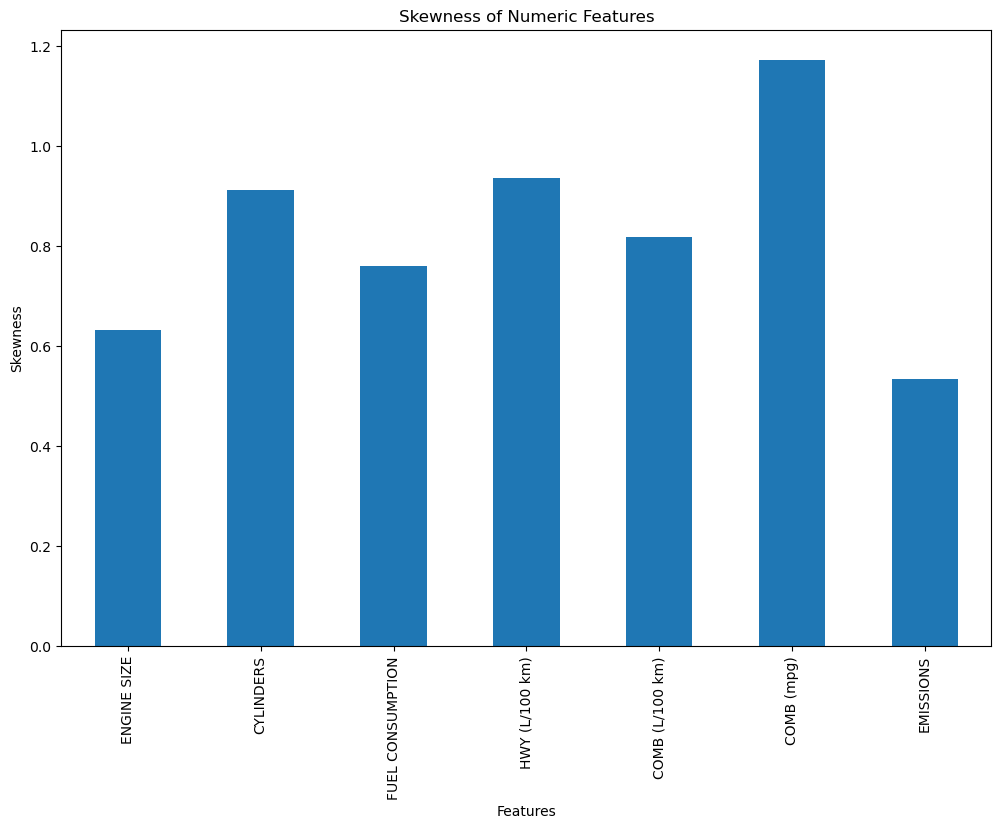 Skewness of Numeric Features
Skewness
1.2
1.0
0.8
0.6
0.4
0.2
0.0
ENGINE SIZE
CYLINDERS
FUEL CONSUMPTION
HWY (L/100 km)
COMB (L/100 km)
COMB (mpg)
EMISSIONS
Features